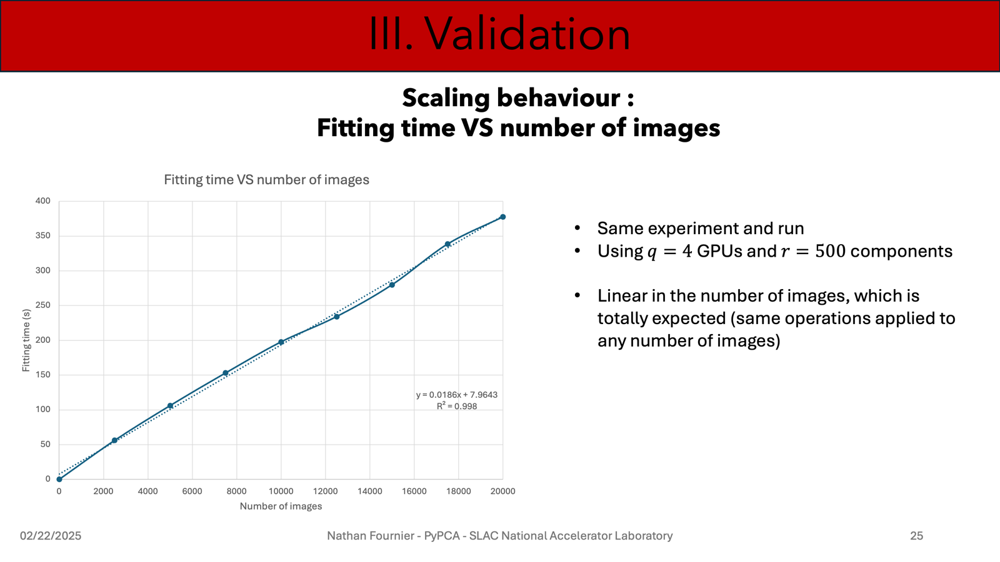 III. Validation
Scaling behaviour :
Fitting time VS number of images
Fitting time VS number of images
400
350
300
250
200
150
100
50
0
Fitting time (s)
y = 0.0186x + 7.9643
R² = 0.998
0 2000 4000 6000 8000 10000 12000 14000 16000 18000 20000
Number of images
• Same experiment and run
• Using q = 4 GPUs and r = 500 components
• Linear in the number of images, which is
totally expected (same operations applied to
any number of images)
02/22/2025
Nathan Fournier - PyPCA - SLAC National Accelerator Laboratory
25